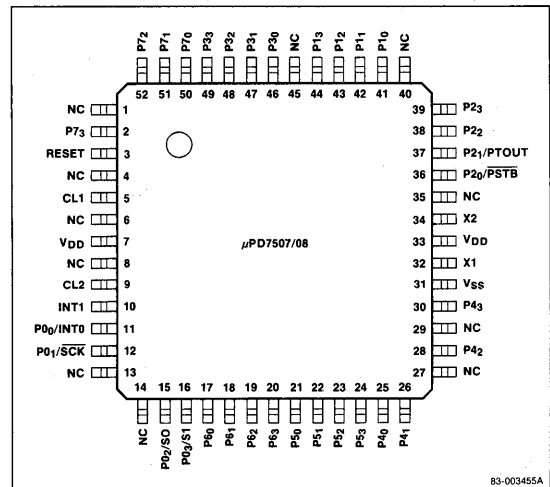 P7₂ P7₁ P7₀ P3₃ P3₂ P3₁ P3₀ NC P1₃ P1₂ P1₁ P1₀ NC
52 51 50 49 48 47 46 45 44 43 42 41 40
NC 1
P7₃ 2
RESET 3
NC 4
CL1 5
NC 6
VDD 7
NC 8
CL2 9
INT1 10
P0₀/INT0 11
P0₁/S̅C̅K̅ 12
NC 13
39 P2₃
38 P2₂
37 P2₁/PTOUT
36 P2₀/P̅S̅T̅B̅
35 NC
34 X2
33 VDD
32 X1
31 VSS
30 P4₃
29 NC
28 P4₂
27 NC
μPD7507/08
14 15 16 17 18 19 20 21 22 23 24 25 26
NC P0₂/SO P0₃/S1 P6₀ P6₁ P6₂ P6₃ P5₀ P5₁ P5₂ P5₃ P4₀ P4₁
83-003455A